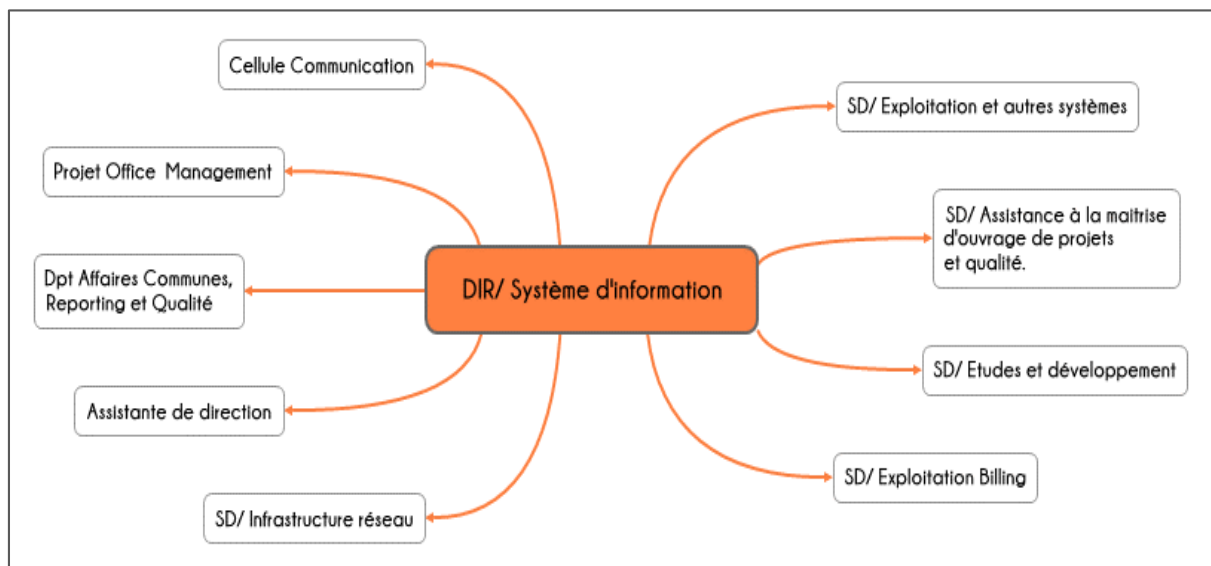 Cellule Communication
Projet Office Management
Dpt Affaires Communes,
Reporting et Qualité
Assistante de direction
SD/ Infrastructure réseau
DIR/ Système d'information
SD/ Exploitation et autres systèmes
SD/ Assistance à la maitrise
d'ouvrage de projets
et qualité.
SD/ Etudes et développement
SD/ Exploitation Billing